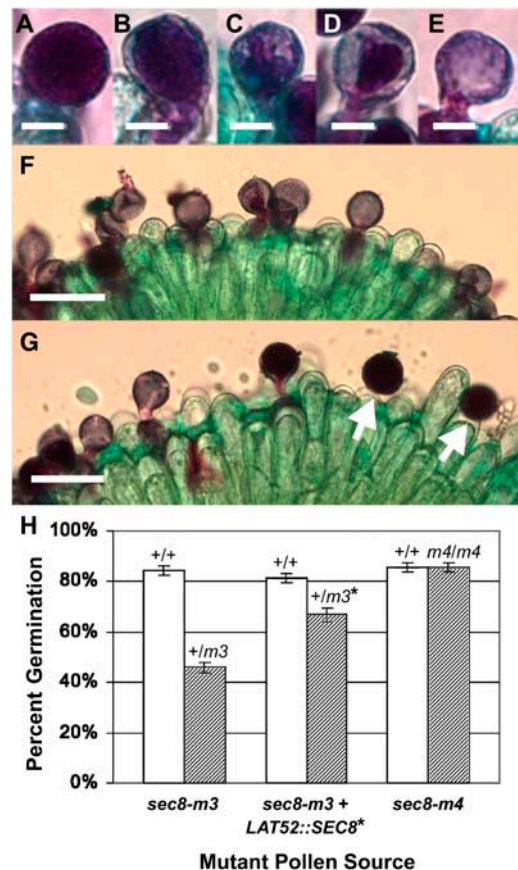 A B C D E
F
G
H
100%
80%
60%
40%
20%
0%
Percent Germination
+/+
+/m3
+/+
+/m3*
+/+
m4/m4
sec8-m3
sec8-m3 +
LAT52::SEC8*
sec8-m4
Mutant Pollen Source